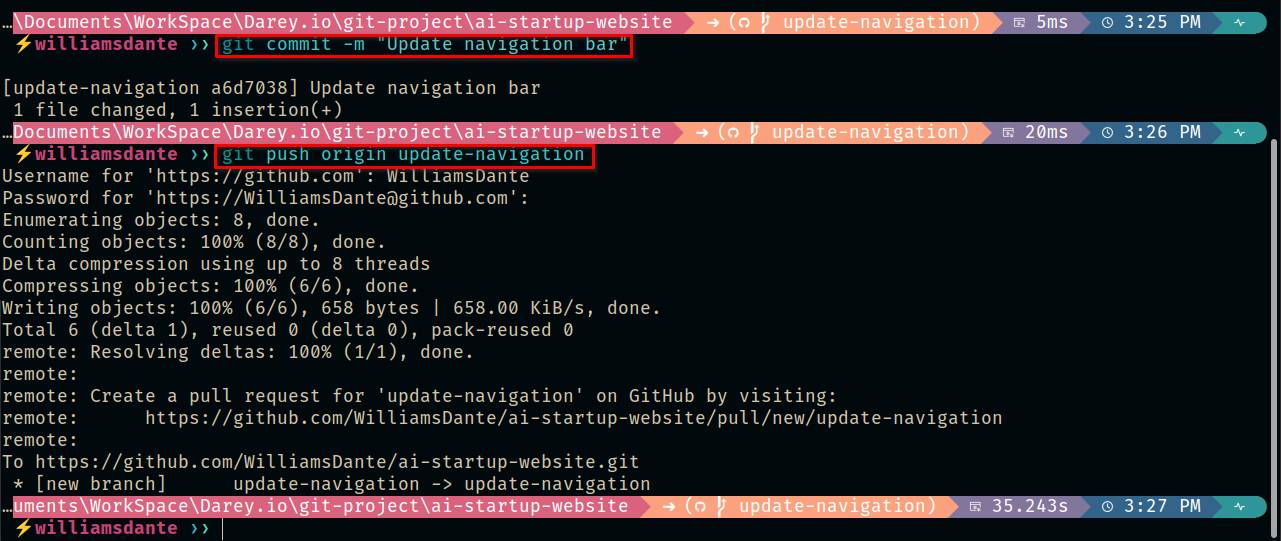 …\Documents\WorkSpace\Darey.io\git-project\ai-startup-website → ( update-navigation) 5ms 3:25 PM
⚡williamsdante ❯❯ git commit -m "Update navigation bar"
[update-navigation a6d7038] Update navigation bar
1 file changed, 1 insertion(+)
…Documents\WorkSpace\Darey.io\git-project\ai-startup-website → ( update-navigation) 20ms 3:26 PM
⚡williamsdante ❯❯ git push origin update-navigation
Username for 'https://github.com': WilliamsDante
Password for 'https://WilliamsDante@github.com':
Enumerating objects: 8, done.
Counting objects: 100% (8/8), done.
Delta compression using up to 8 threads
Compressing objects: 100% (6/6), done.
Writing objects: 100% (6/6), 658 bytes | 658.00 KiB/s, done.
Total 6 (delta 1), reused 0 (delta 0), pack-reused 0
remote: Resolving deltas: 100% (1/1), done.
remote:
remote: Create a pull request for 'update-navigation' on GitHub by visiting:
remote:      https://github.com/WilliamsDante/ai-startup-website/pull/new/update-navigation
remote:
To https://github.com/WilliamsDante/ai-startup-website.git
* [new branch]      update-navigation -> update-navigation
…uments\WorkSpace\Darey.io\git-project\ai-startup-website → ( update-navigation) 35.243s 3:27 PM
⚡williamsdante ❯❯